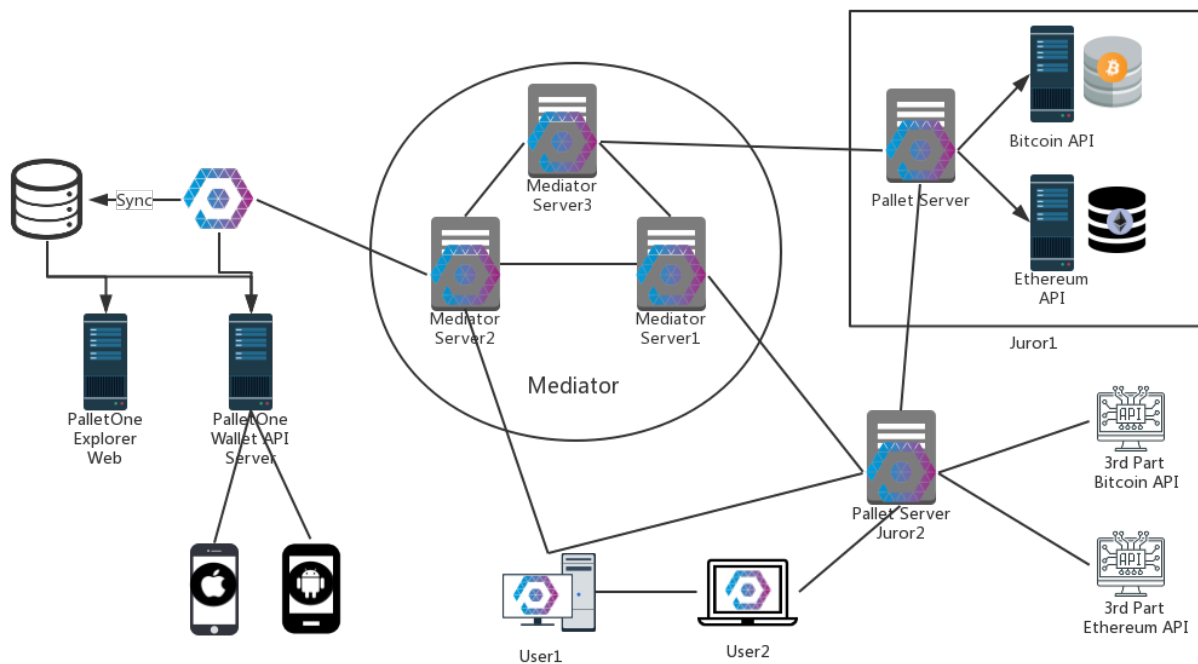 Bitcoin API
Sync
Mediator
Server3
Pallet Server
Ethereum
API
Mediator
Server2
Mediator
Server1
Juror1
Mediator
PalletOne
Explorer
Web
PalletOne
Wallet API
Server
3rd Part
Bitcoin API
Pallet Server
Juror2
API
API
3rd Part
Ethereum API
User1
User2